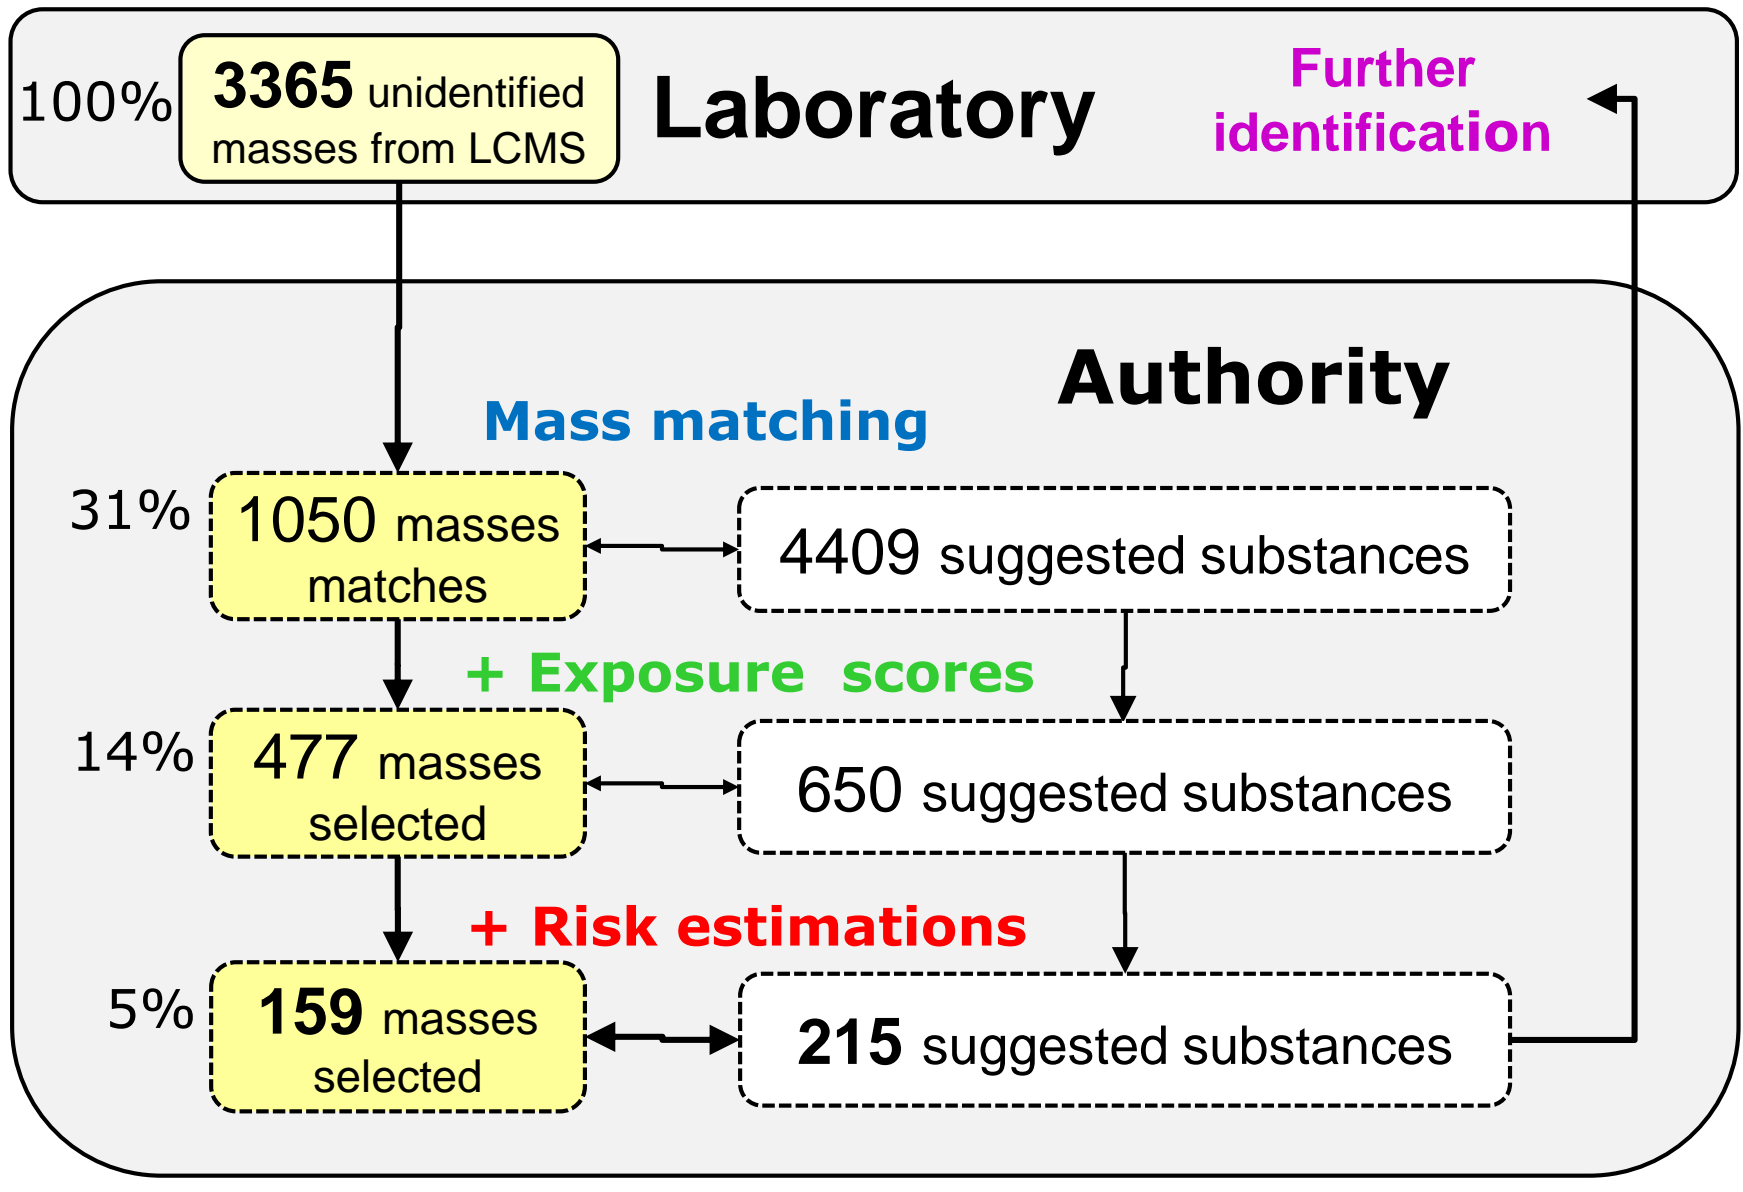 100%
3365 unidentified
masses from LCMS
Laboratory
Further
identification
Authority
Mass matching
31%
1050 masses
matches
4409 suggested substances
+ Exposure scores
14%
477 masses
selected
650 suggested substances
+ Risk estimations
5%
159 masses
selected
215 suggested substances